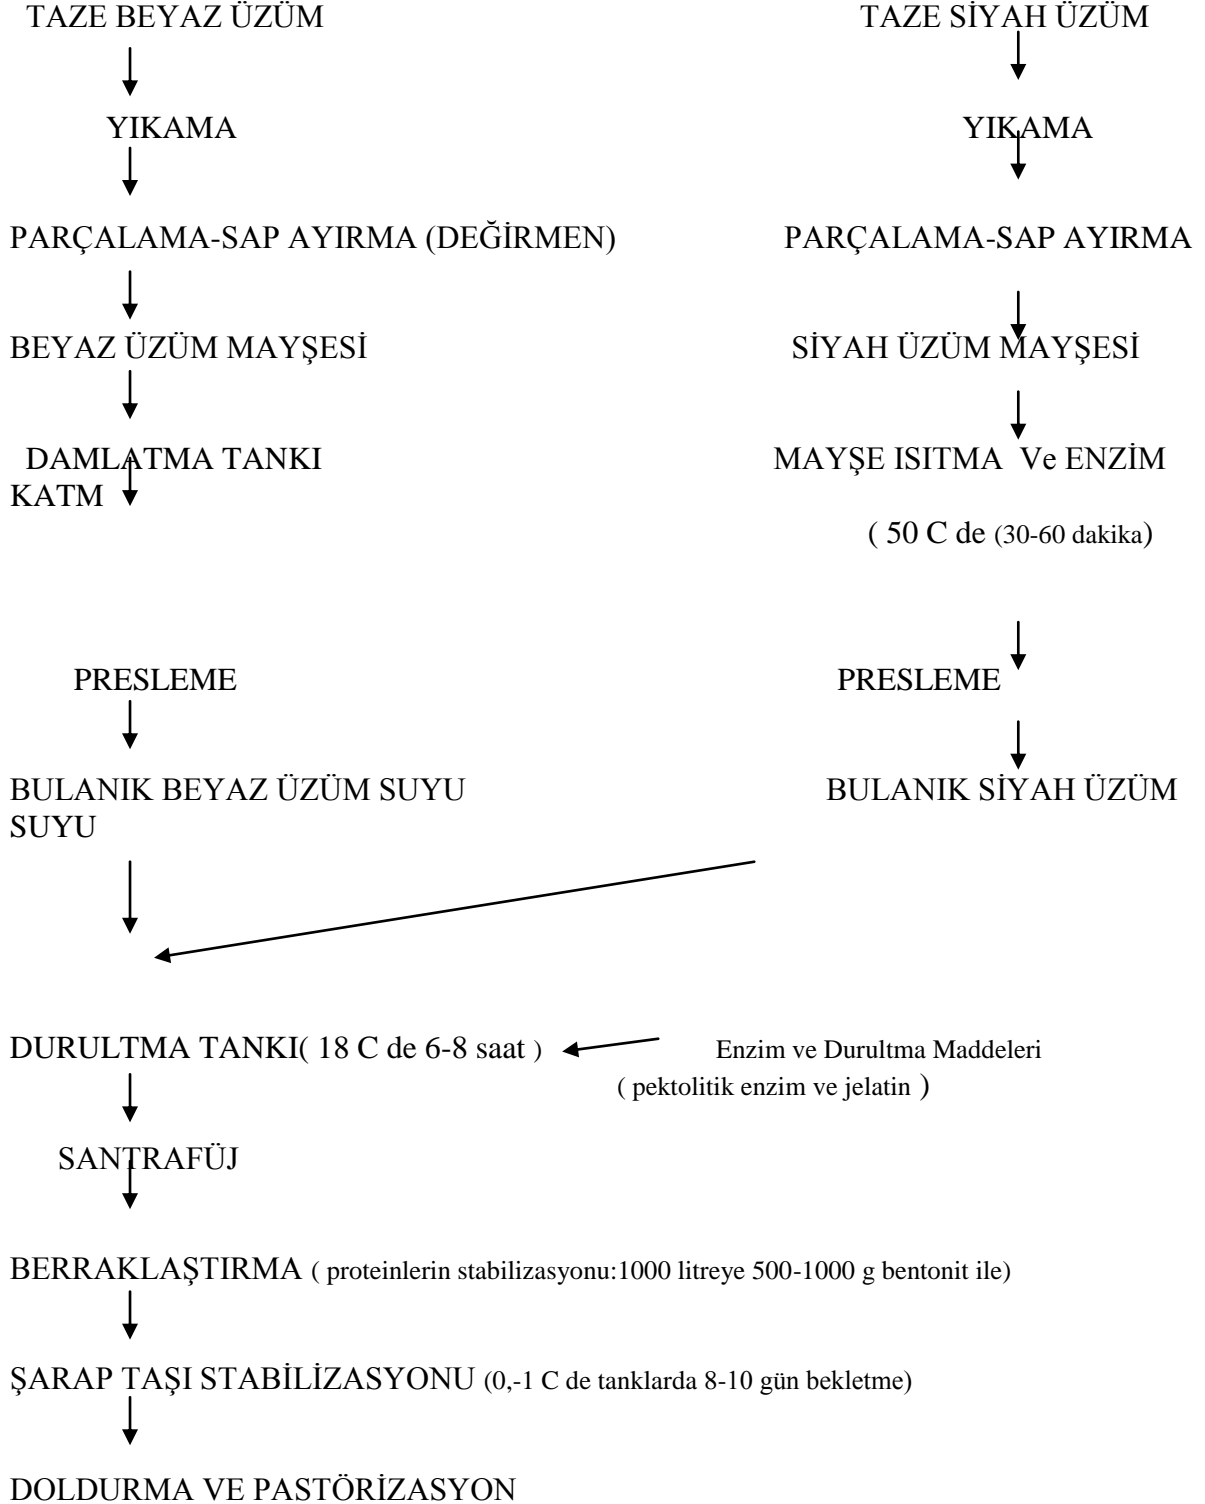 TAZE BEYAZ ÜZÜM TAZE SİYAH ÜZÜM
YIKAMA YIKAMA
PARÇALAMA-SAP AYIRMA (DEĞİRMEN) PARÇALAMA-SAP AYIRMA
BEYAZ ÜZÜM MAYŞESİ SİYAH ÜZÜM MAYŞESİ
DAMLATMA TANKI MAYŞE ISITMA Ve ENZİM
KATM
( 50 C de (30-60 dakika)
PRESLEME PRESLEME
BULANIK BEYAZ ÜZÜM SUYU BULANIK SİYAH ÜZÜM
SUYU
DURULTMA TANKI( 18 C de 6-8 saat ) Enzim ve Durultma Maddeleri
( pektolitik enzim ve jelatin )
SANTRAFÜJ
BERRAKLAŞTIRMA ( proteinlerin stabilizasyonu:1000 litreye 500-1000 g bentonit ile)
ŞARAP TAŞI STABİLİZASYONU (0,-1 C de tanklarda 8-10 gün bekletme)
DOLDURMA VE PASTÖRİZASYON